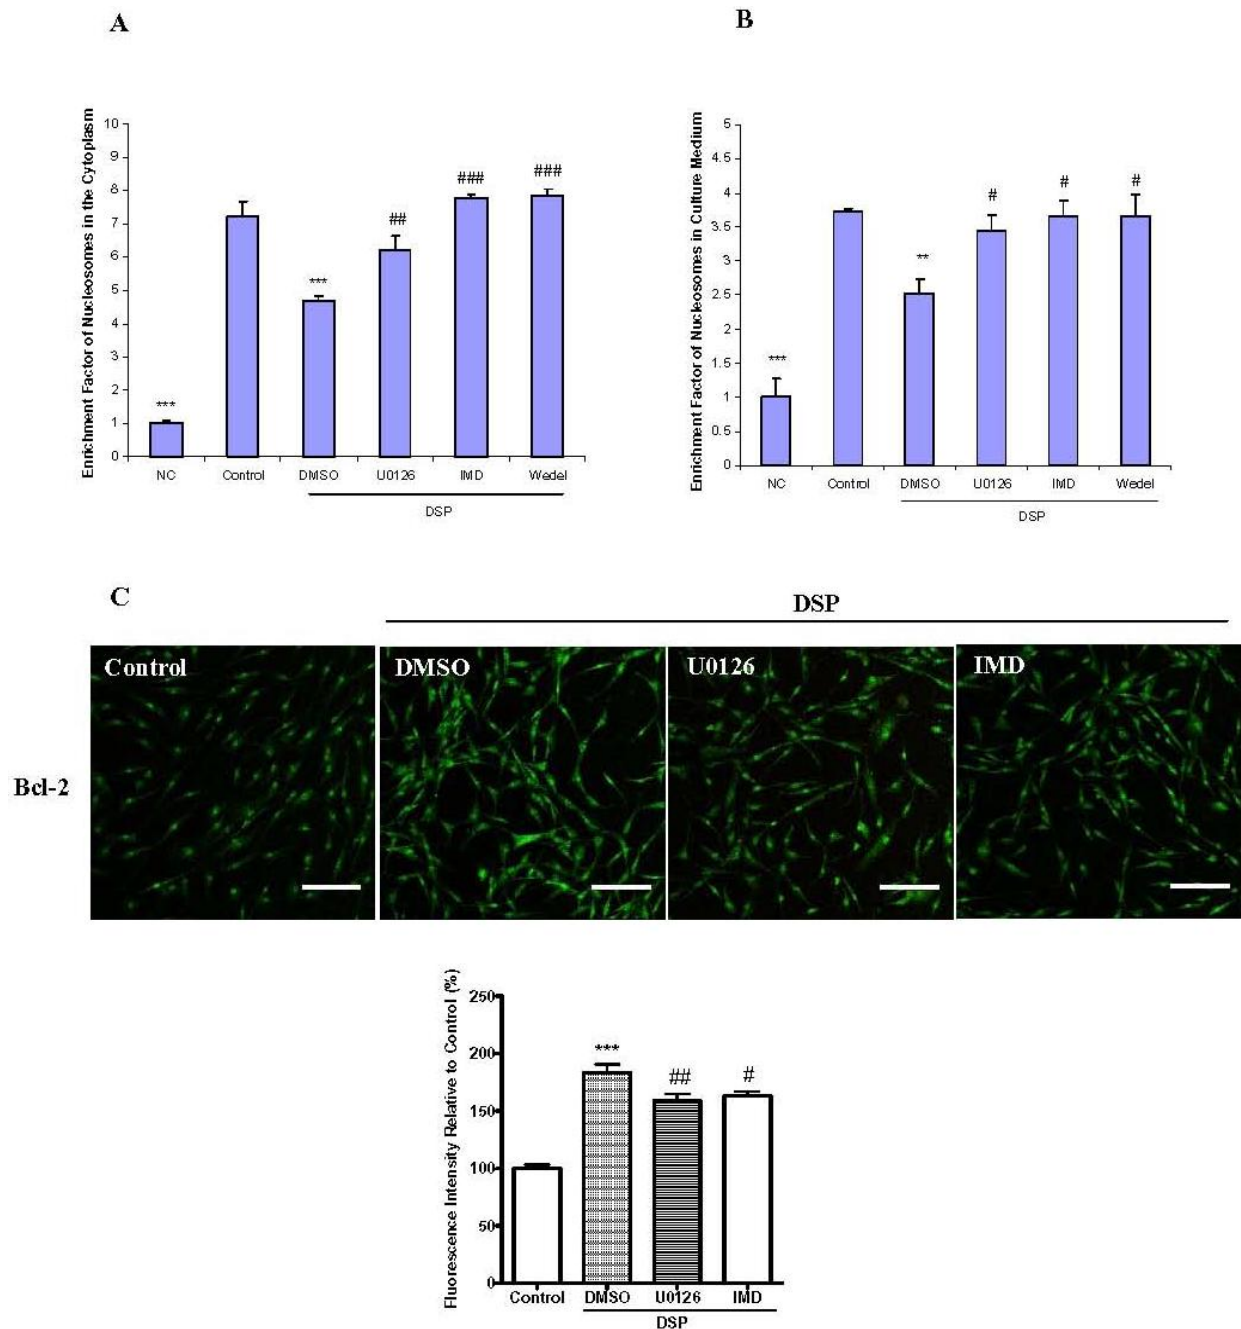 A
B
Enrichment Factor of Nucleosomes in the Cytoplasm
10
9
8
7
6
5
4
3
2
1
0
***
***
##
###
###
NC Control DMSO U0126 IMD Wedel
DSP
Enrichment Factor of Nucleosomes in Culture Medium
5
4.5
4
3.5
3
2.5
2
1.5
1
0.5
0
***
**
#
#
#
NC Control DMSO U0126 IMD Wedel
DSP
C
DSP
Control DMSO U0126 IMD
Bcl-2
Fluorescence Intensity Relative to Control (%)
250
200
150
100
50
0
***
##
#
Control DMSO U0126 IMD
DSP